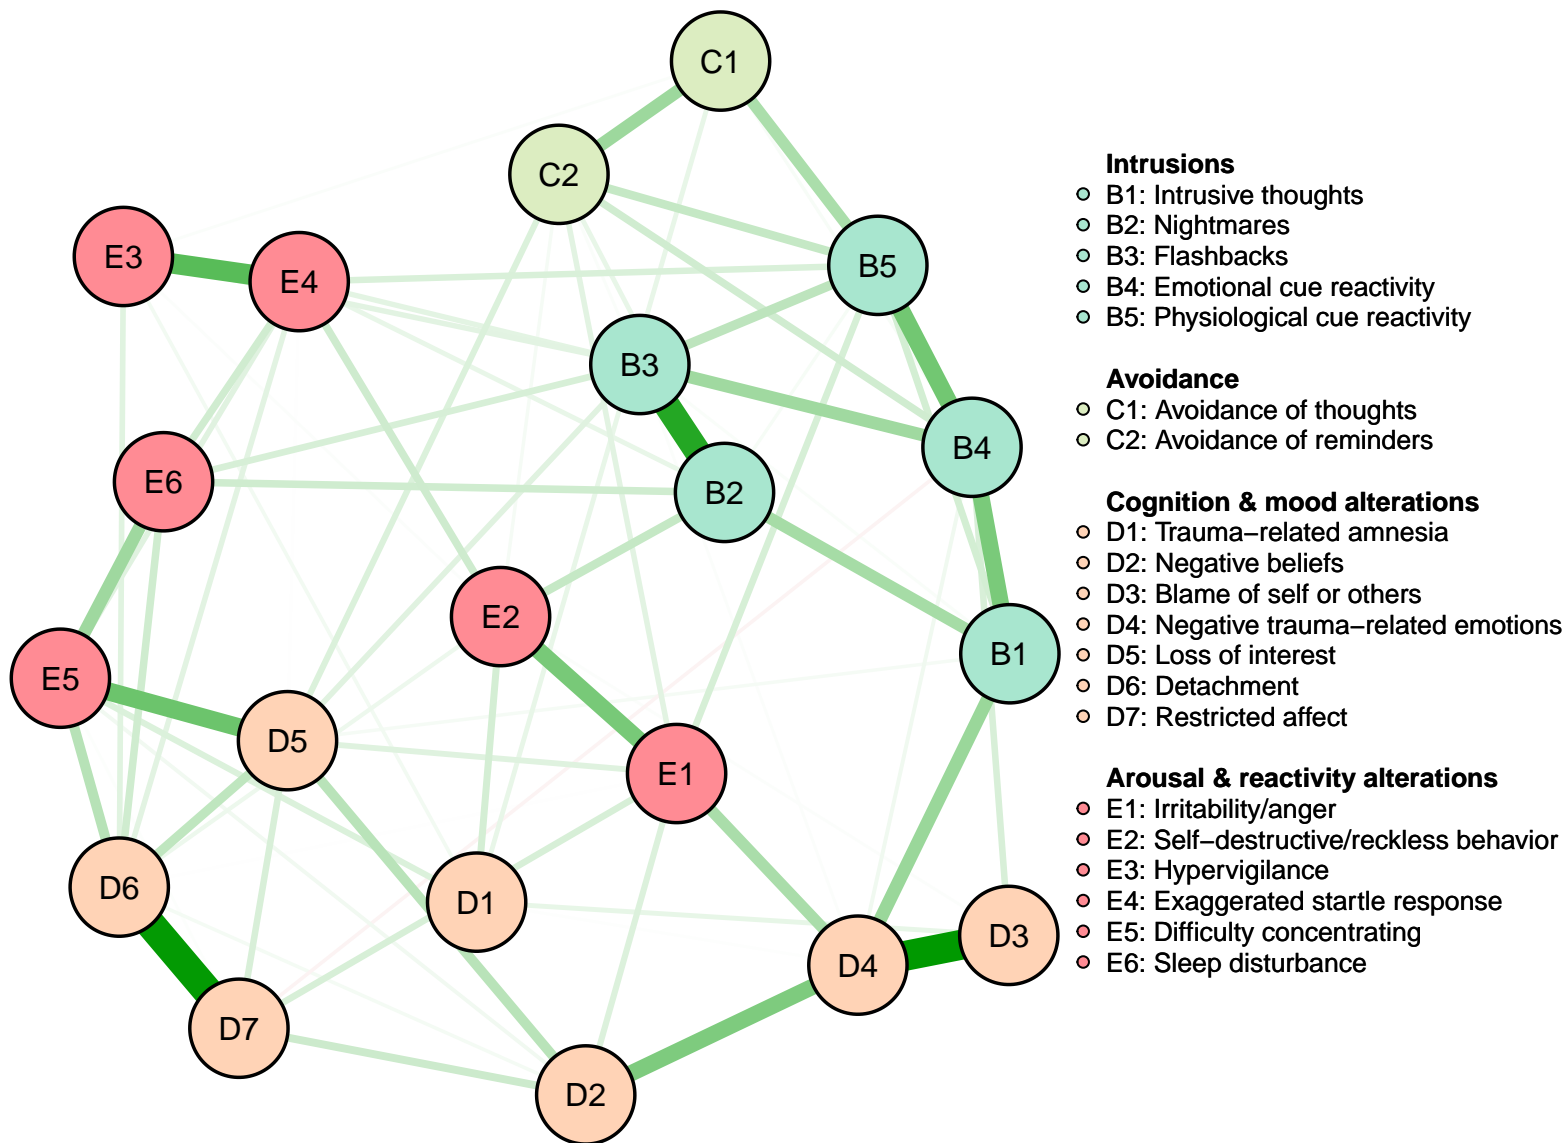 C1
C2
E3
E4
B5
B3
B4
E6
B2
E2
B1
E5
D5
E1
D6
D1
D3
D4
D7
D2
Intrusions
B1: Intrusive thoughts
B2: Nightmares
B3: Flashbacks
B4: Emotional cue reactivity
B5: Physiological cue reactivity
Avoidance
C1: Avoidance of thoughts
C2: Avoidance of reminders
Cognition & mood alterations
D1: Trauma−related amnesia
D2: Negative beliefs
D3: Blame of self or others
D4: Negative trauma−related emotions
D5: Loss of interest
D6: Detachment
D7: Restricted affect
Arousal & reactivity alterations
E1: Irritability/anger
E2: Self−destructive/reckless behavior
E3: Hypervigilance
E4: Exaggerated startle response
E5: Difficulty concentrating
E6: Sleep disturbance